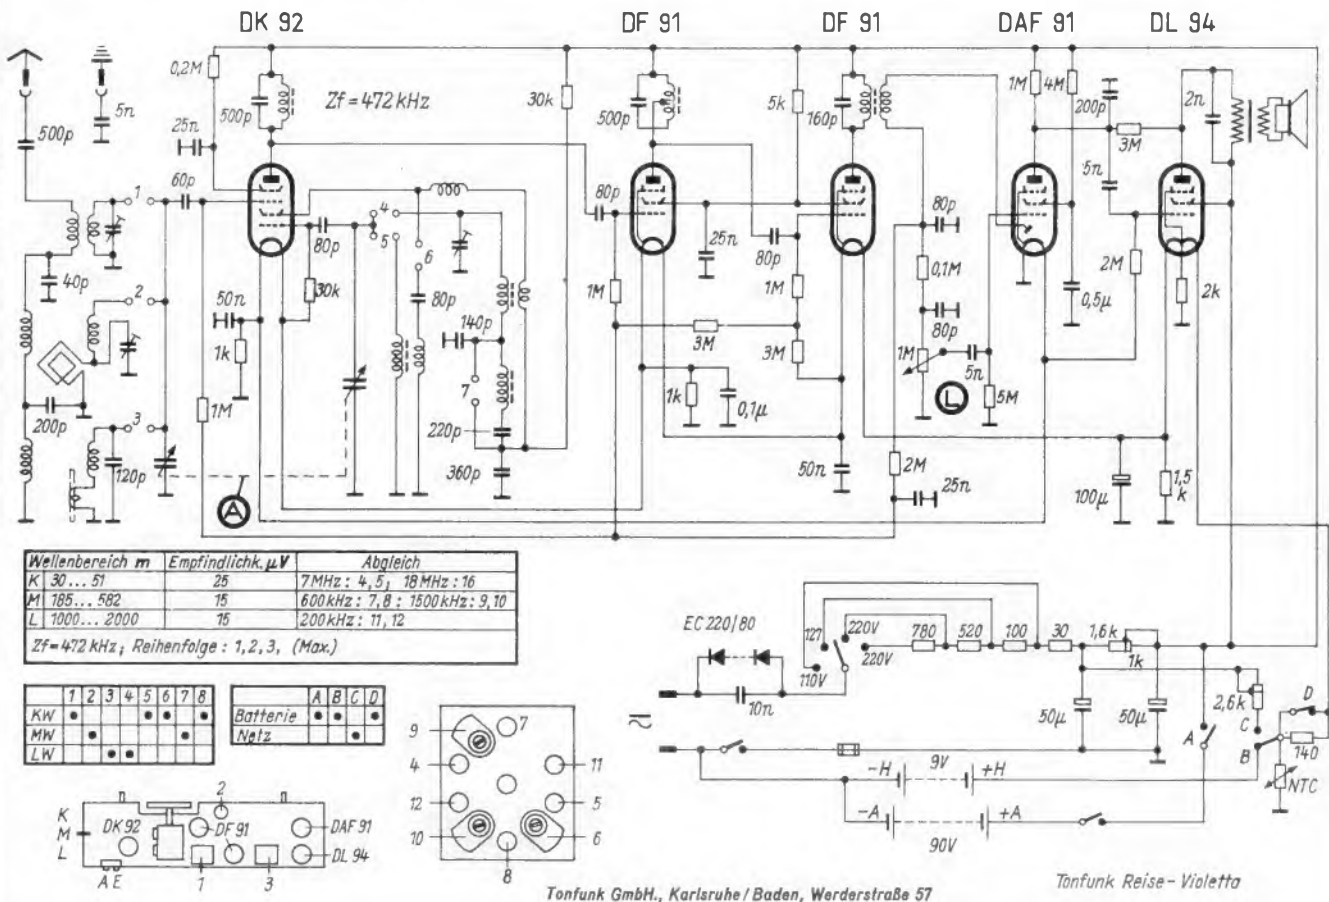 DK 92 DF 91 DF 91 DAF 91 DL 94
0,2M 500p Zf = 472 kHz 30k 500p 5k 160p 1M 4M 200p 2n
5n
500p
25n
3M
60p 5n
1 80p 80p
80p 4 80p
5
6 25n 80p
40p 0,1M 2M
2 50n 30k 80p 1M 1M 0,5µ 2k
1k 140p 3M 80p
3M 1M
7 5n
200p 1M 1k 0,1µ L 5M
3 220p
120p 360p 50n 2M
A 25n 100µ 1,5k
Wellenbereich m Empfindlichk. µV Abgleich
K 30...51 25 7MHz : 4,5; 18MHz : 16
M 185...582 15 600kHz : 7,8 : 1500kHz : 9,10
L 1000...2000 15 200kHz : 11, 12
Zf = 472 kHz; Reihenfolge : 1,2,3, (Max.)
EC 220/80 127 220V 220V 110V 780 520 100 30 1,6k 1k
10n 50µ 50µ 2,6k D
A C B 140
NTC
-H 9V +H
-A 90V +A
1 2 3 4 5 6 7 8
KW
MW
LW
A B C D
Batterie
Netz
9 7
4 11
12 5
10 6
8
2
K DK 92 DF 91 DAF 91
M
L DL 94
A E 1 3
Tonfunk GmbH., Karlsruhe / Baden, Werderstraße 57
Tonfunk Reise - Violetta